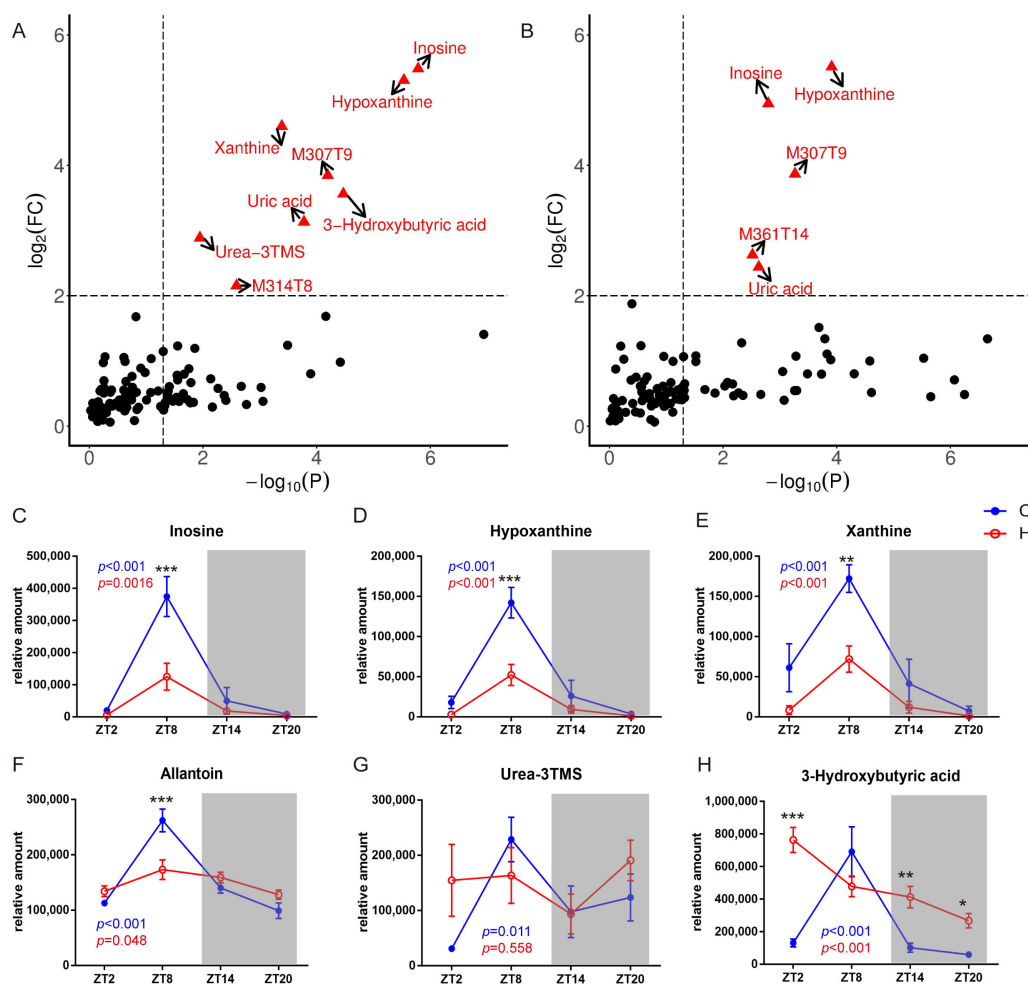 A
B
6
4
2
0
log₂(FC)
0
2
4
6
−log₁₀(P)
Inosine
Hypoxanthine
Xanthine
M307T9
Uric acid
3−Hydroxybutyric acid
Urea−3TMS
M314T8
6
4
2
0
log₂(FC)
0
2
4
6
−log₁₀(P)
Inosine
Hypoxanthine
M307T9
M361T14
Uric acid
C
Inosine
relative amount
500,000
400,000
300,000
200,000
100,000
0
p<0.001
p=0.0016
***
ZT2 ZT8 ZT14 ZT20
D
Hypoxanthine
relative amount
200,000
150,000
100,000
50,000
0
p<0.001
p<0.001
***
ZT2 ZT8 ZT14 ZT20
E
Xanthine
C
H
relative amount
200,000
150,000
100,000
50,000
0
p<0.001
p<0.001
**
ZT2 ZT8 ZT14 ZT20
F
Allantoin
relative amount
300,000
200,000
100,000
0
***
p<0.001
p=0.048
ZT2 ZT8 ZT14 ZT20
G
Urea-3TMS
relative amount
300,000
200,000
100,000
0
p=0.011
p=0.558
ZT2 ZT8 ZT14 ZT20
H
3-Hydroxybutyric acid
relative amount
1,000,000
800,000
600,000
400,000
200,000
0
***
**
*
p<0.001
p<0.001
ZT2 ZT8 ZT14 ZT20